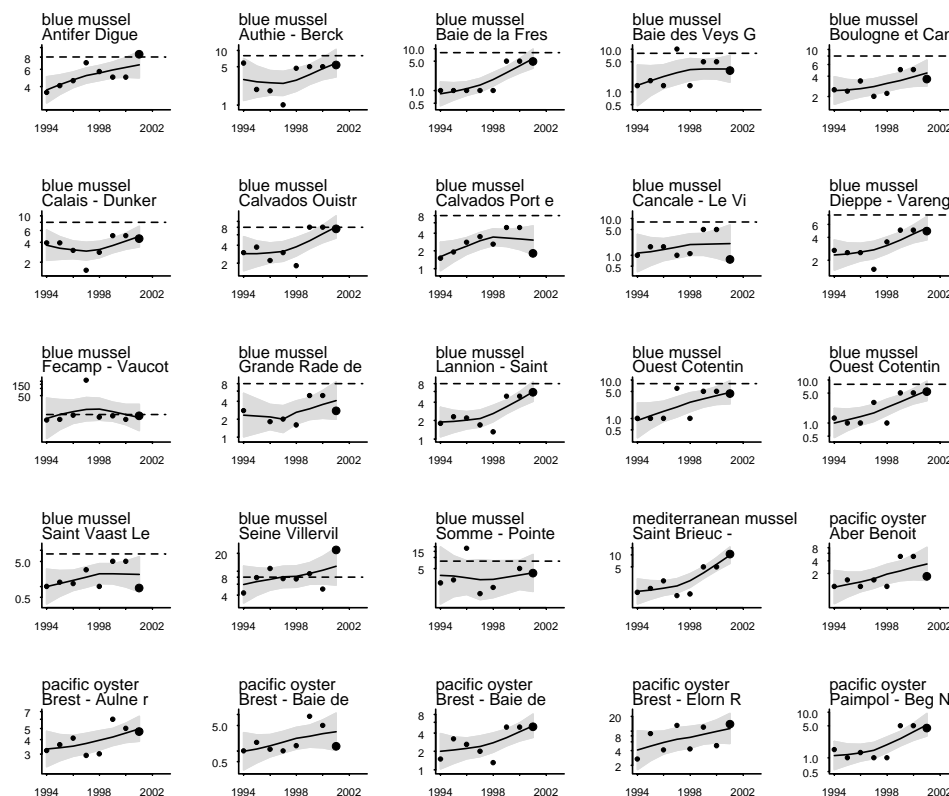 blue mussel blue mussel blue mussel blue mussel blue mussel
Antifer Digue Authie - Berck Baie de la Fres Baie des Veys G Boulogne et Car
8 10 10.0 10.0 10
6 5 5.0 5.0 6
4 1 1.0 1.0 4
0.5 0.5 2
1994 1998 2002 1994 1998 2002 1994 1998 2002 1994 1998 2002 1994 1998 2002
blue mussel blue mussel blue mussel blue mussel blue mussel
Calais - Dunker Calvados Ouistr Calvados Port e Cancale - Le Vi Dieppe - Vareng
10 8 8 10.0 6
4 4 4 5.0 4
2 2 2 1.0 2
1 0.5
1994 1998 2002 1994 1998 2002 1994 1998 2002 1994 1998 2002 1994 1998 2002
blue mussel blue mussel blue mussel blue mussel blue mussel
Fecamp - Vaucot Grande Rade de Lannion - Saint Ouest Cotentin Ouest Cotentin
150 8 8 10.0 10.0
50 4 4 5.0 5.0
2 2 1.0 1.0
1 1 0.5 0.5
1994 1998 2002 1994 1998 2002 1994 1998 2002 1994 1998 2002 1994 1998 2002
blue mussel blue mussel blue mussel mediterranean mussel pacific oyster
Saint Vaast Le Seine Villervil Somme - Pointe Saint Brieuc - Aber Benoit
5.0 20 10 10 8
0.5 8 5 5 4
4 2
1994 1998 2002 1994 1998 2002 1994 1998 2002 1994 1998 2002 1994 1998 2002
pacific oyster pacific oyster pacific oyster pacific oyster pacific oyster
Brest - Aulne r Brest - Baie de Brest - Baie de Brest - Elorn R Paimpol - Beg N
7 5.0 8 20 10.0
5 0.5 4 8 5.0
4 2 4 1.0
3 1 2 0.5
1994 1998 2002 1994 1998 2002 1994 1998 2002 1994 1998 2002 1994 1998 2002